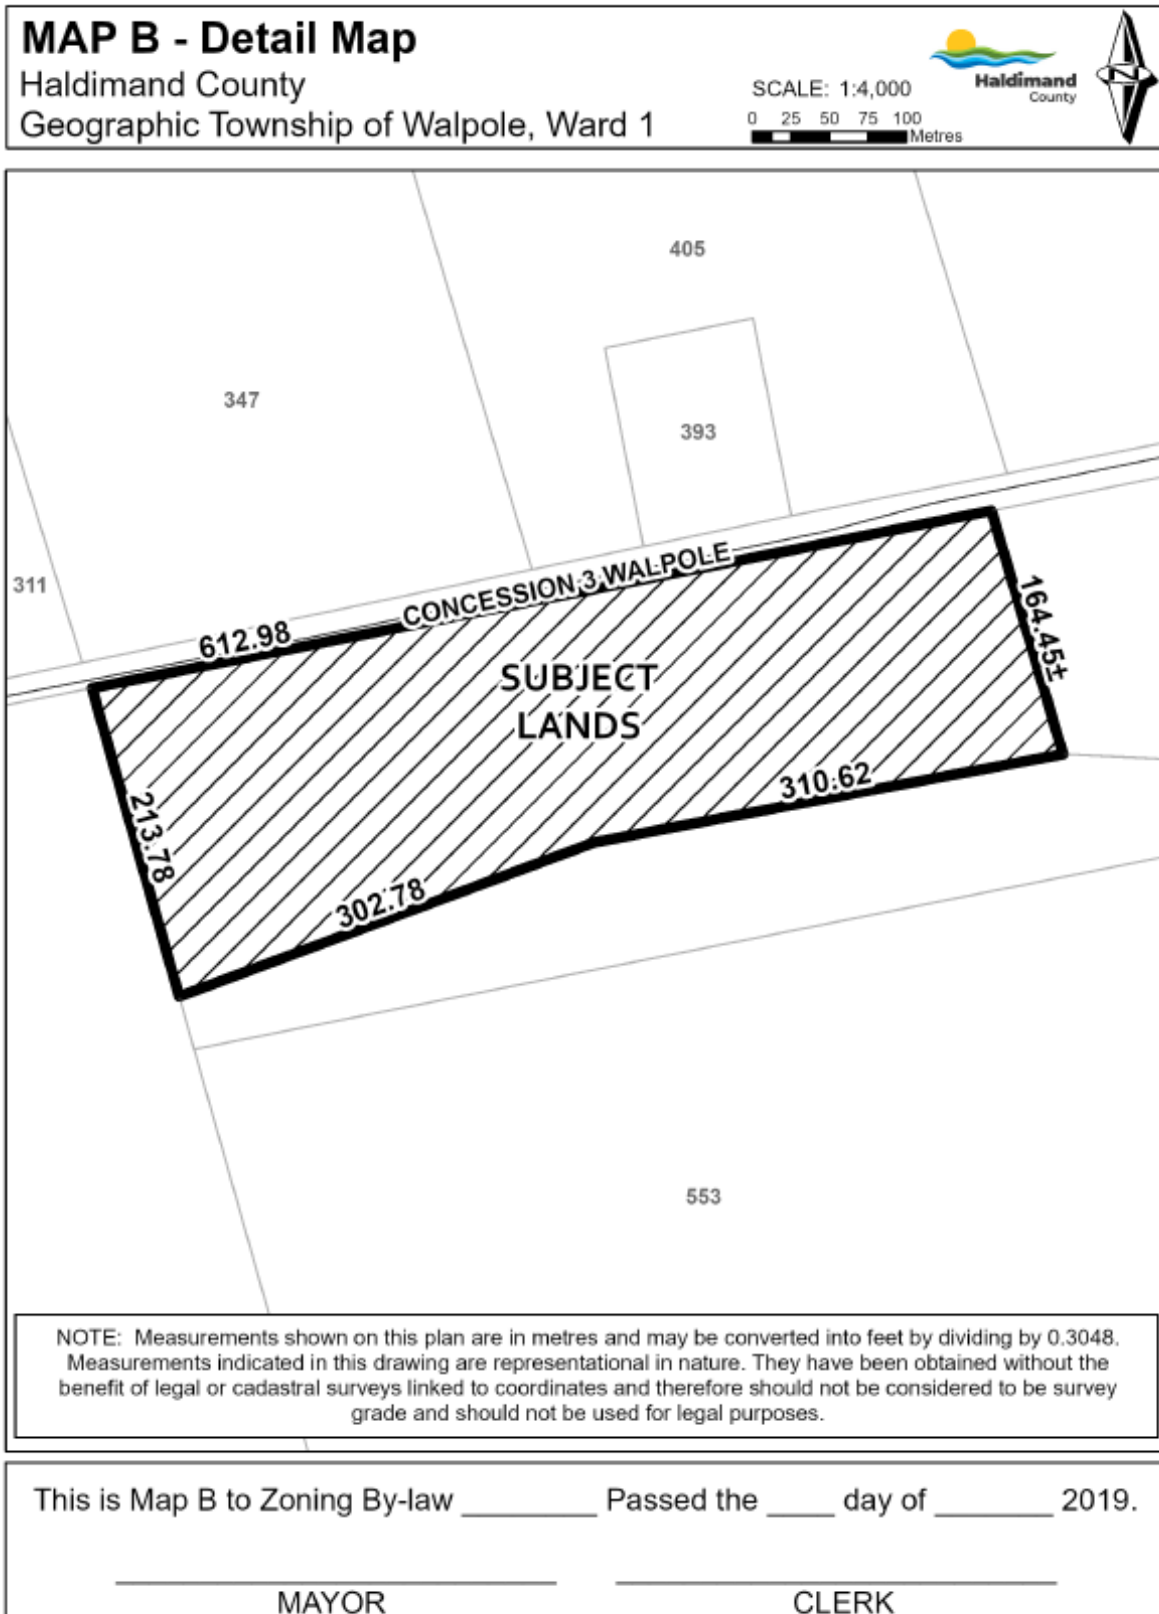 MAP B - Detail Map
Haldimand County
Geographic Township of Walpole, Ward 1
SCALE: 1:4,000
0 25 50 75 100
Metres
Haldimand
County
N
405
347
393
311
CONCESSION 3 WALPOLE
612.98
164.45±
SUBJECT
LANDS
310.62
213.78
302.78
553
NOTE: Measurements shown on this plan are in metres and may be converted into feet by dividing by 0.3048.
Measurements indicated in this drawing are representational in nature. They have been obtained without the
benefit of legal or cadastral surveys linked to coordinates and therefore should not be considered to be survey
grade and should not be used for legal purposes.
This is Map B to Zoning By-law ________ Passed the ____ day of _______ 2019.
MAYOR
CLERK